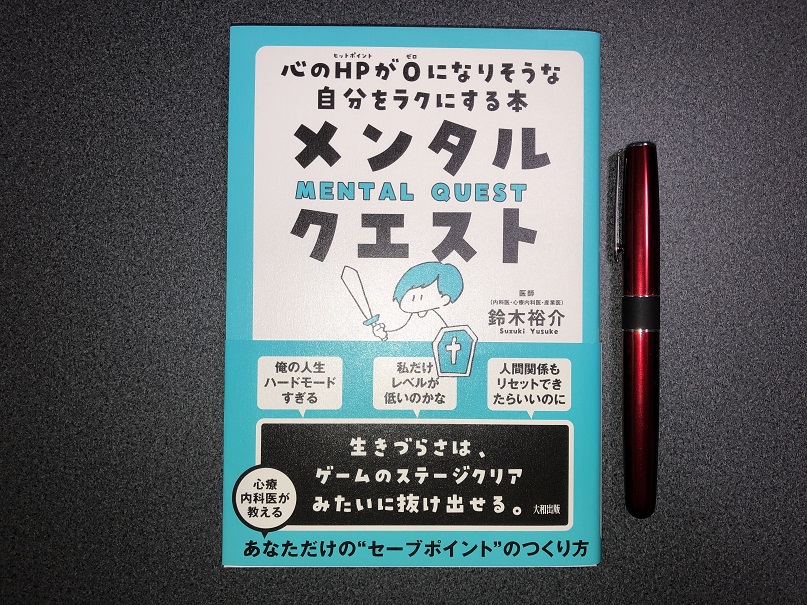 ヒットポイント ゼロ
心のHPが0になりそうな
自分をラクにする本
メンタル
MENTAL QUEST
クエスト
医師
(内科医・心療内科医・産業医)
鈴木裕介
Suzuki Yusuke
俺の人生
ハードモード
すぎる
私だけ
レベルが
低いのかな
人間関係も
リセットでき
たらいいのに
生きづらさは、
ゲームのステージクリア
みたいに抜け出せる。
大和出版
心療
内科医が
教える
あなただけの“セーブポイント”のつくり方